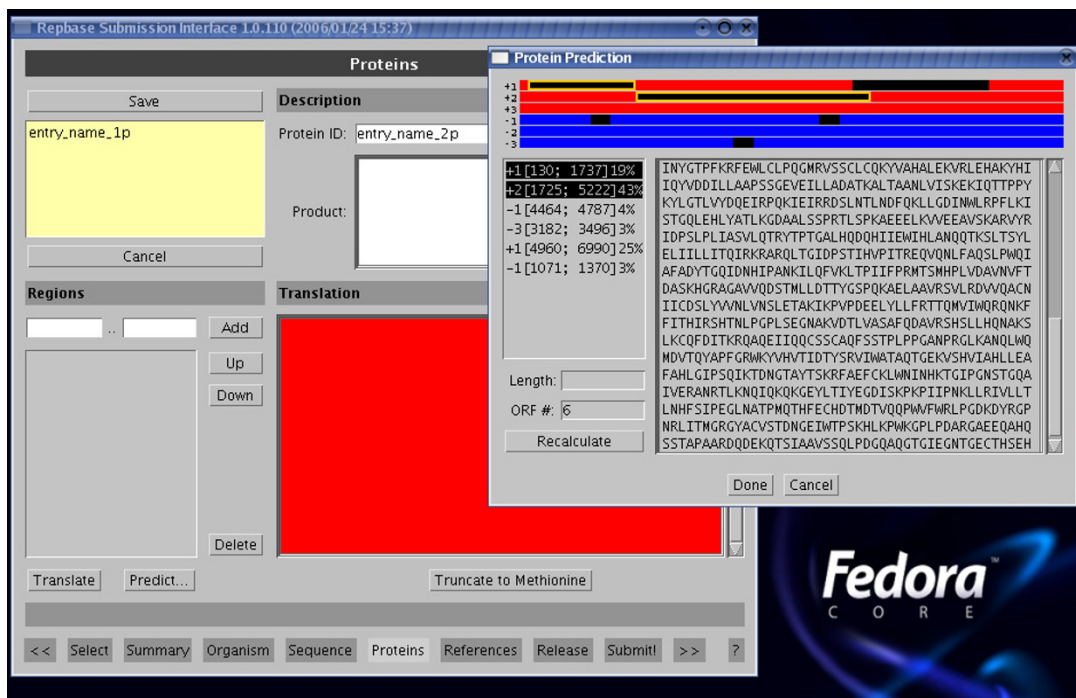 Repbase Submission Interface 1.0.110 (2006/01/24 15:37)
Proteins
Save
Description
entry_name_1p
Protein ID: entry_name_2p
Product:
Cancel
Regions
Translation
..
Add
Up
Down
Delete
Translate
Predict...
Truncate to Methionine
<< Select Summary Organism Sequence Proteins References Release Submit! >> ?
Protein Prediction
+1
+2
+3
-1
-2
-3
+1[130; 1737]19%
+2[1725; 5222]43%
-1[4464; 4787]4%
-3[3182; 3496]3%
+1[4960; 6990]25%
-1[1071; 1370]3%
Length:
ORF #: 6
Recalculate
INYGTPFKRFEWLCLPQGMRVSSCLCQKYVAHALEKVRLEHAKYHI
IQYVDDILLAAPSSGEVEILLADATKALTAANLVISKEKIQTTPPY
KYLGTLVYDQEIRPQKIEIRRDSLNTLNDFQKLLGDINWLRPFLKI
STGQLEHLYATLKGDAALSSPRTLSPKAEEELKVVEEAVSKARVYR
IDPSLPLIASVLQTRYTPTGALHQDQHIIEWIHLANQQTKSLTSYL
ELIILLITQIRKRARQLTGIDPSTIHVPITREQVQNLFAQSLPWQI
AFADYTGQIDNHIPANKILQFVKLTPIIFPRMTSMHPLVDAVNVFT
DASKHGRAGAVVQDSTMLLDTTYGSPQKAELAAVRSVLRDVVQACN
IICDSLYVVNLVNSLETAKIKPVPDEELYLLFRTTQMVIWQRQNKF
FITHIRSHTNLPGPLSEGNAKVDTLVASAFQDAVRSHSLLHQNAKS
LKCQFDITKRQAQEIIQQCSSCAQFSSTPLPPGANPRGLKANQLWQ
MDVTQYAPFGRWKYVHVTIDTYSRVIWATAQTGEKVSHVIAHLLEA
FAHLGIPSQIKTDNGTAYTSKRFAEFCKLWNINHKTGIPGNSTGQA
IVERANRTLKNQIQKQKGEYLTIYEGDISKPKPIIPNKLLRIVLLT
LNHFSIPEGLNATPMQTHFECHDTMDTVQQPWVFWRLPGDKDYRGP
NRLITMGRGYACVSTDNGEIWTPSKHLKPWKGPLPDARGAEEQAHQ
SSTAPAARDQDEKQTSIAAVSSQLPDGQAQGTGIEGNTGECTHSEH
Done Cancel
Fedora™
CORE